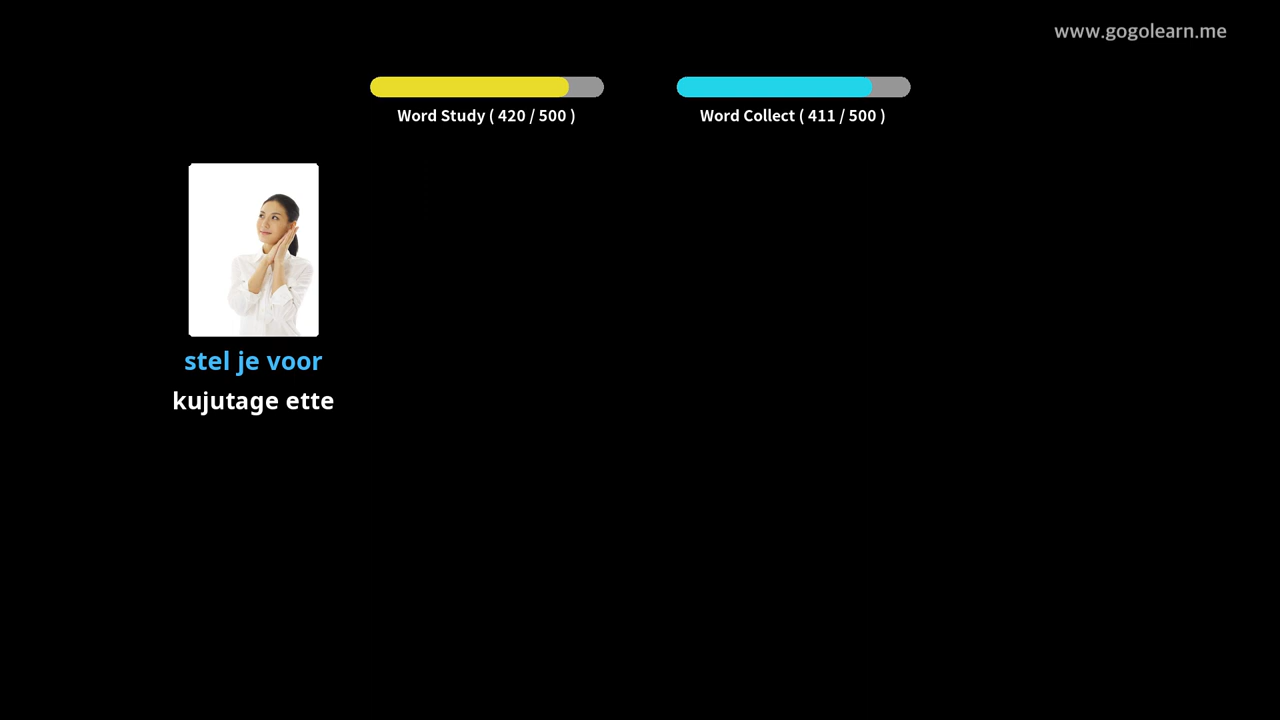 www.gogolearn.me
Word Study ( 420 / 500 )
Word Collect ( 411 / 500 )
stel je voor
kujutage ette